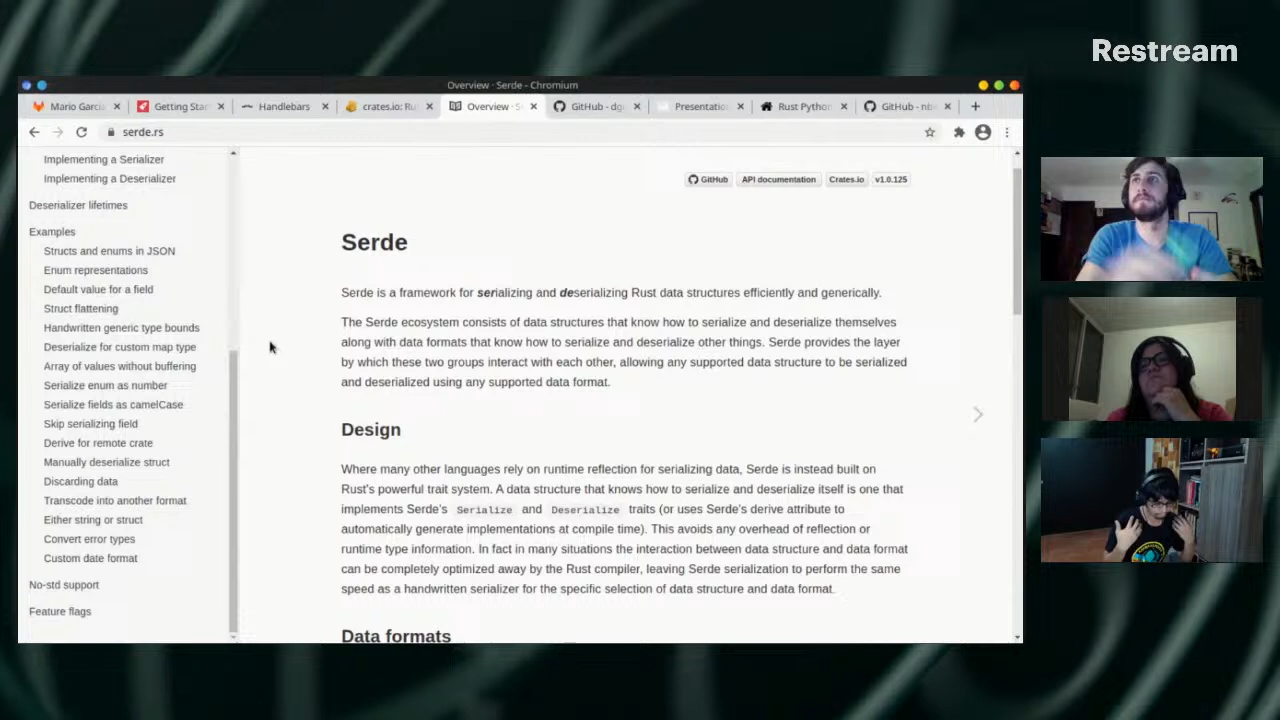 Restream
Overview · Serde - Chromium
Mario Garcia
Getting Star
Handlebars
crates.io: Ru
Overview · S
GitHub - dg
Presentation
Rust Python
GitHub - nb
serde.rs
Implementing a Serializer
Implementing a Deserializer
Deserializer lifetimes
Examples
Structs and enums in JSON
Enum representations
Default value for a field
Struct flattening
Handwritten generic type bounds
Deserialize for custom map type
Array of values without buffering
Serialize enum as number
Serialize fields as camelCase
Skip serializing field
Derive for remote crate
Manually deserialize struct
Discarding data
Transcode into another format
Either string or struct
Convert error types
Custom date format
No-std support
Feature flags
GitHub
API documentation
Crates.io
v1.0.125
Serde
Serde is a framework for serializing and deserializing Rust data structures efficiently and generically.
The Serde ecosystem consists of data structures that know how to serialize and deserialize themselves
along with data formats that know how to serialize and deserialize other things. Serde provides the layer
by which these two groups interact with each other, allowing any supported data structure to be serialized
and deserialized using any supported data format.
Design
Where many other languages rely on runtime reflection for serializing data, Serde is instead built on
Rust's powerful trait system. A data structure that knows how to serialize and deserialize itself is one that
implements Serde's Serialize and Deserialize traits (or uses Serde's derive attribute to
automatically generate implementations at compile time). This avoids any overhead of reflection or
runtime type information. In fact in many situations the interaction between data structure and data format
can be completely optimized away by the Rust compiler, leaving Serde serialization to perform the same
speed as a handwritten serializer for the specific selection of data structure and data format.
Data formats